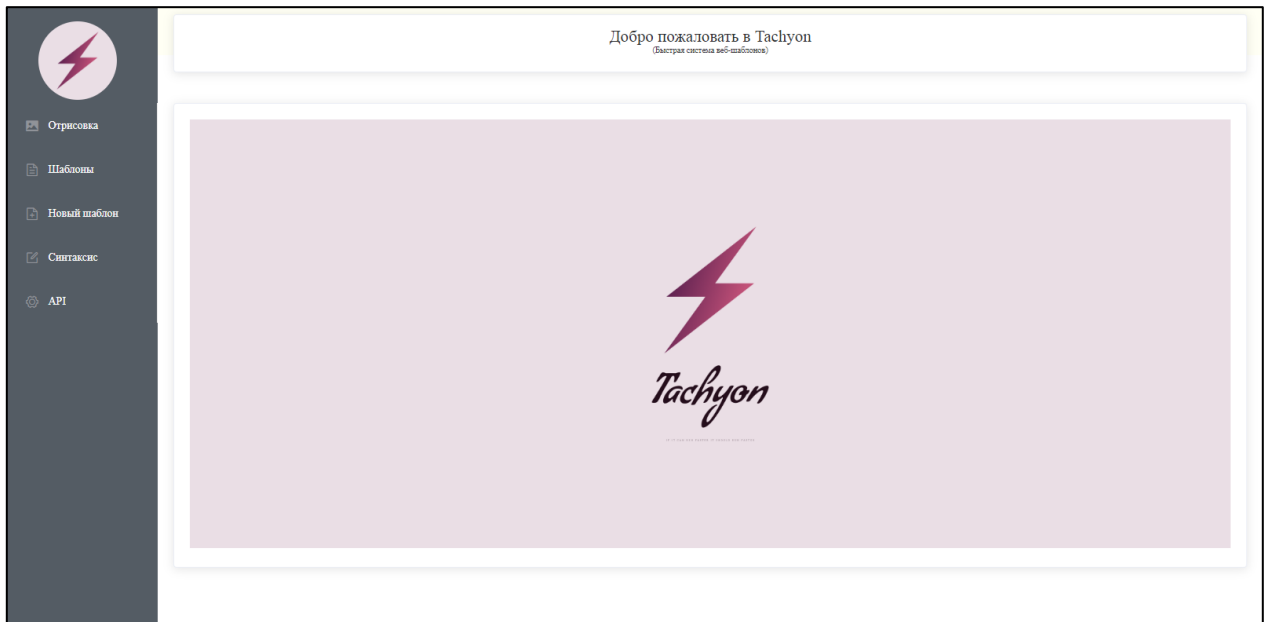 Добро пожаловать в Tachyon
(Быстрая система веб-шаблонов)
Отрисовка
Шаблоны
Новый шаблон
Синтаксис
API
Tachyon